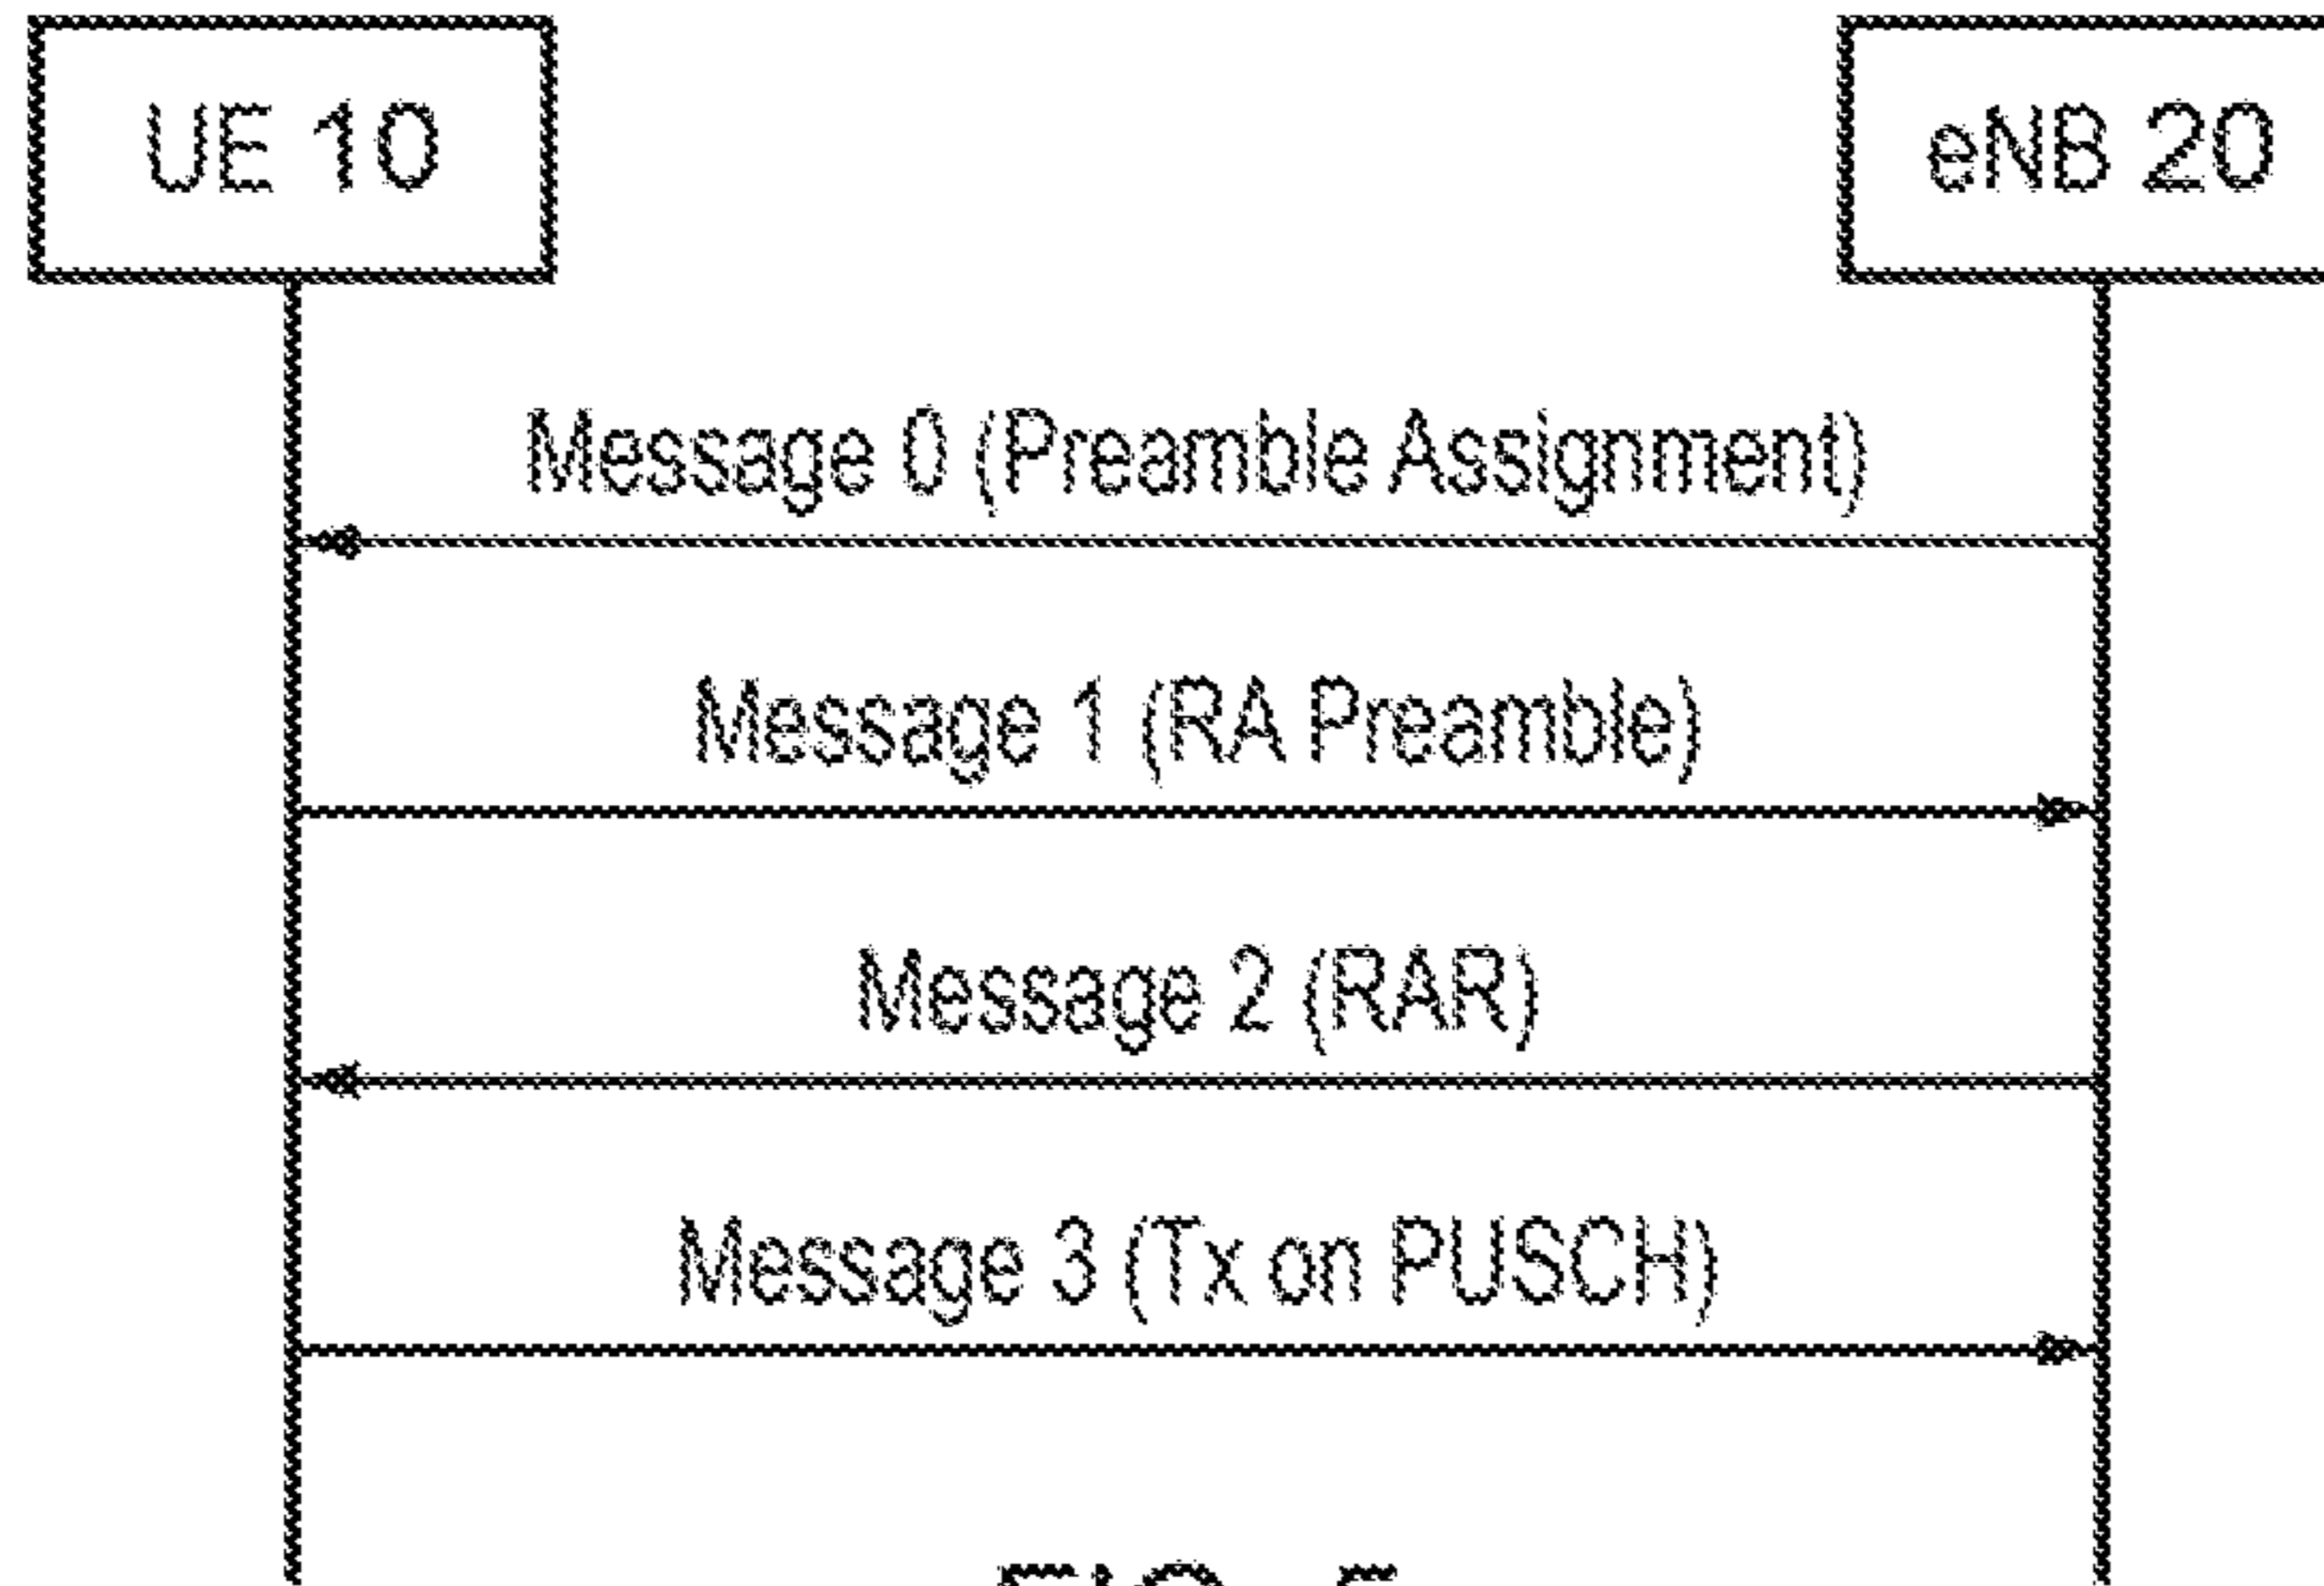 UE 10
eNB 20
Message 0 (Preamble Assignment)
Message 1 (RA Preamble)
Message 2 (RAR)
Message 3 (Tx on PUSCH)